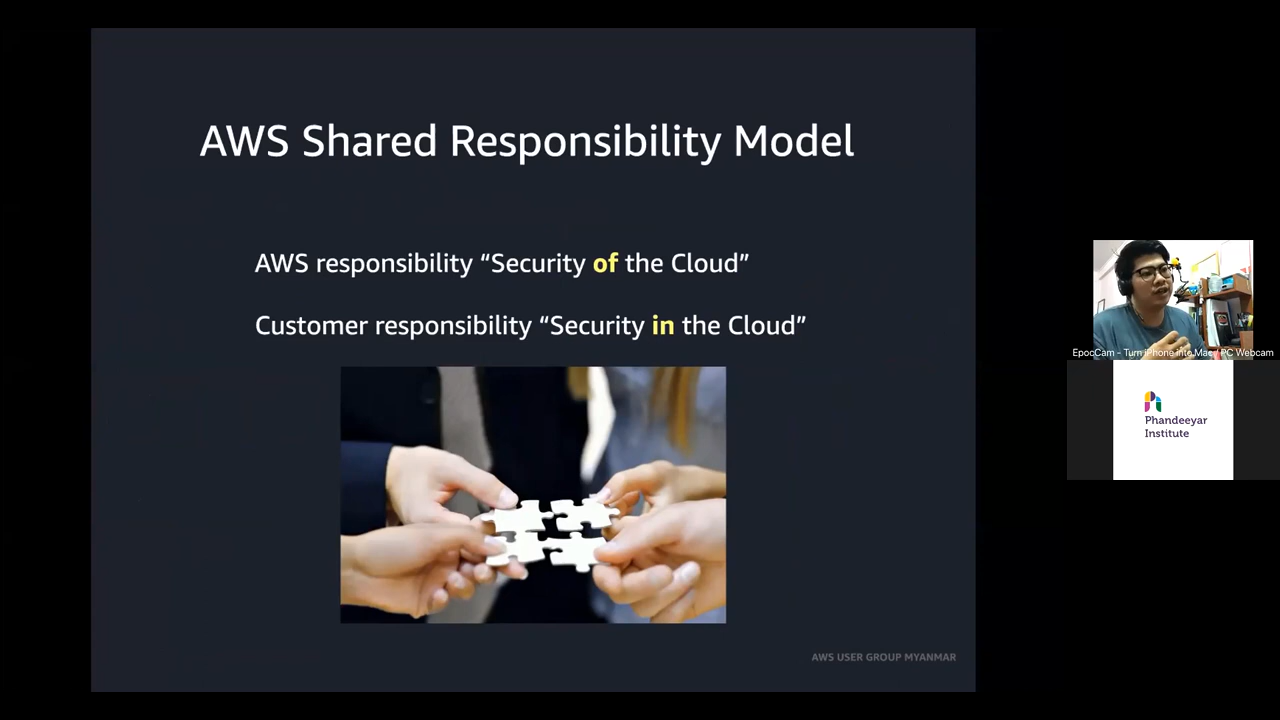 AWS Shared Responsibility Model
AWS responsibility “Security of the Cloud”
Customer responsibility “Security in the Cloud”
AWS USER GROUP MYANMAR
EpocCam - Turn iPhone into Mac / PC Webcam
Phandeeyar
Institute